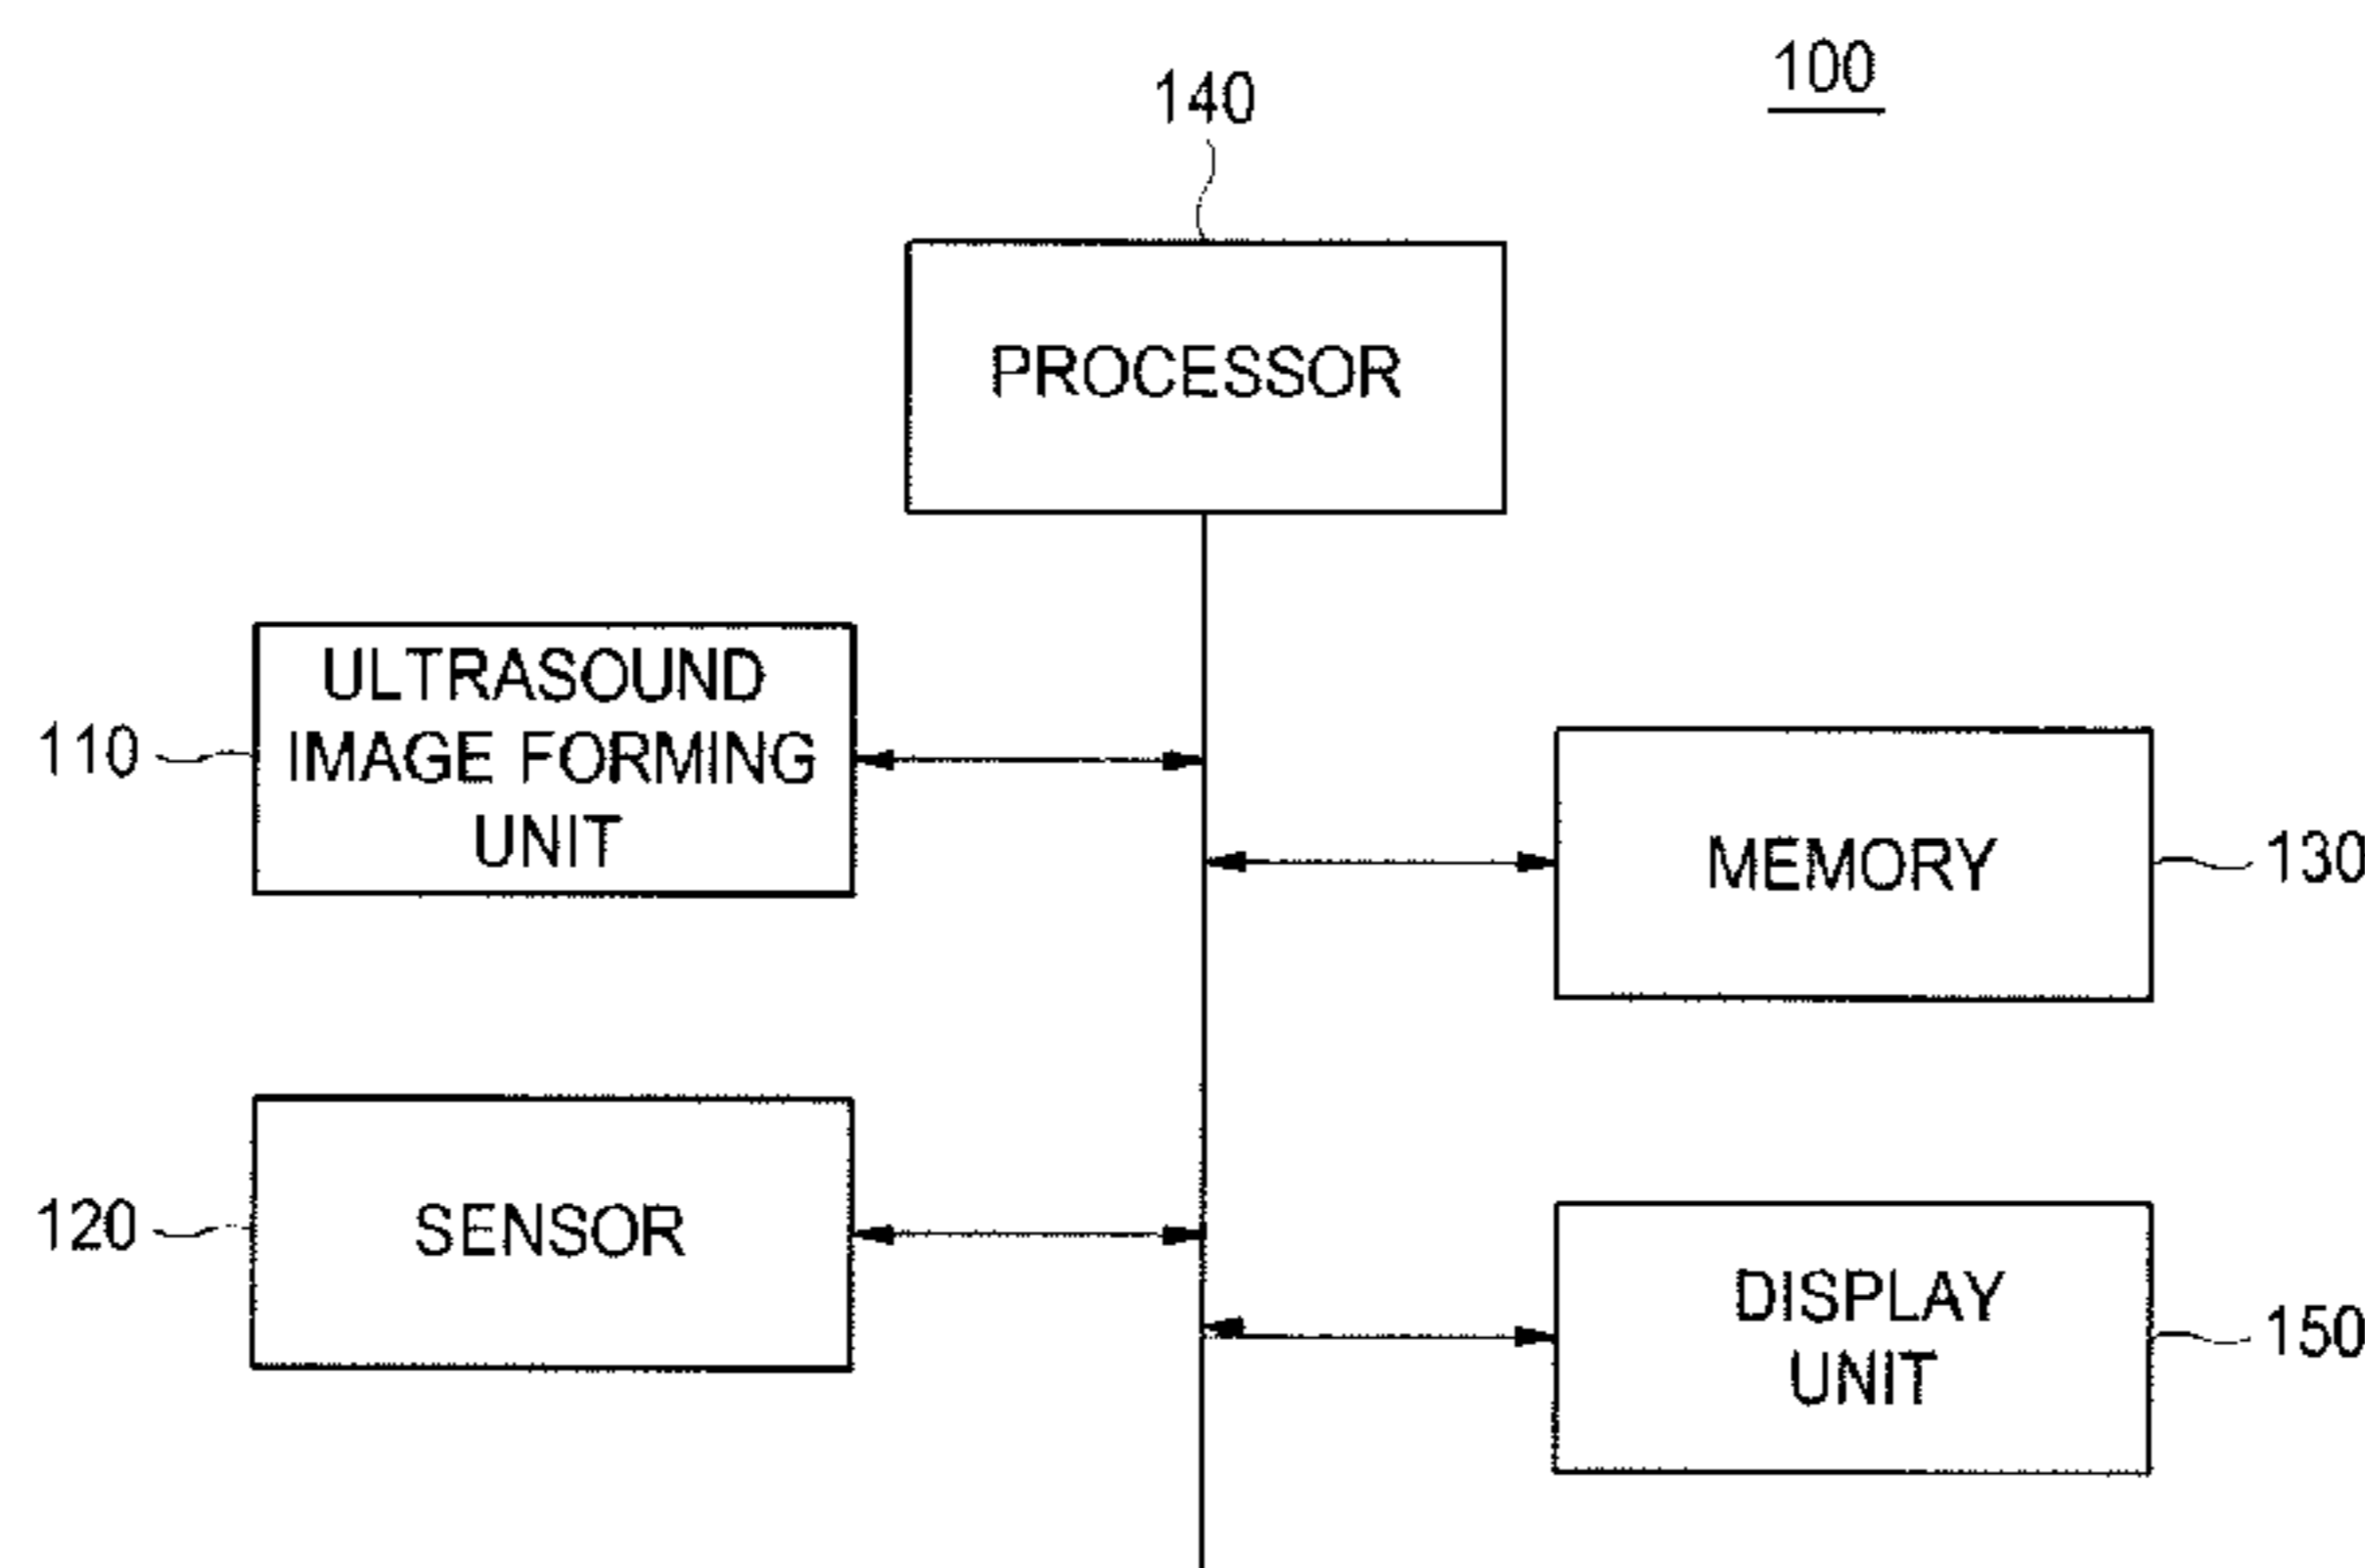 100
140
PROCESSOR
ULTRASOUND
IMAGE FORMING
UNIT
110
MEMORY
130
SENSOR
120
DISPLAY
UNIT
150